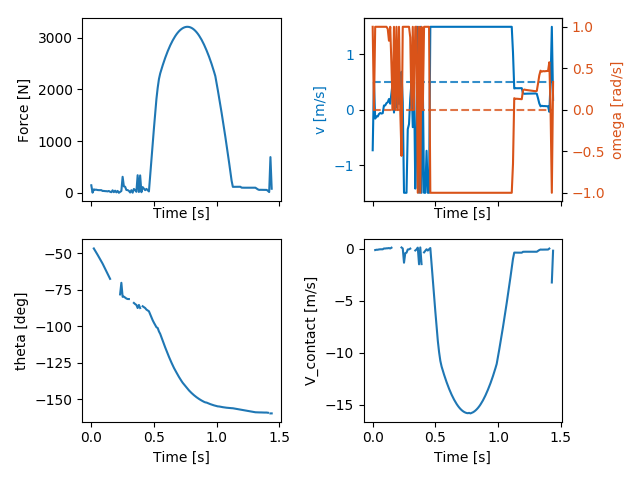 Force [N]
3000
2000
1000
0
Time [s]
v [m/s]
1
0
−1
omega [rad/s]
1.0
0.5
0.0
−0.5
−1.0
Time [s]
theta [deg]
−50
−75
−100
−125
−150
0.0 0.5 1.0 1.5
Time [s]
V_contact [m/s]
0
−5
−10
−15
0.0 0.5 1.0 1.5
Time [s]